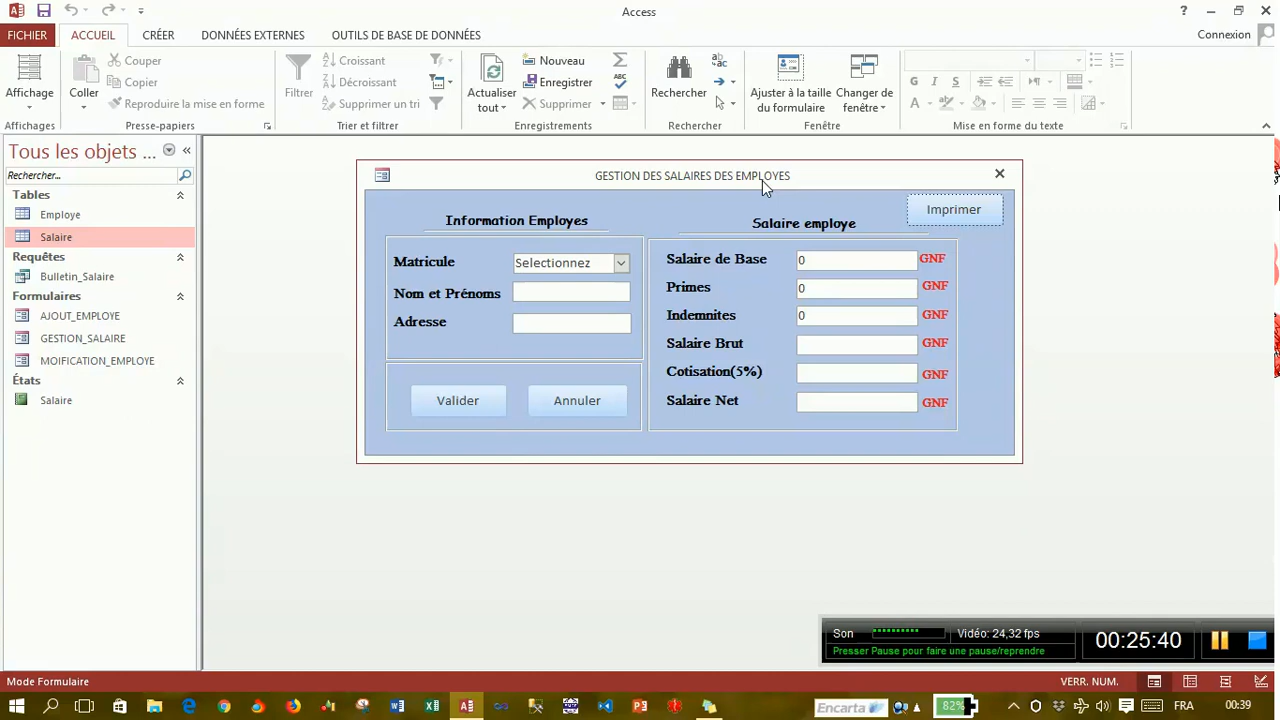 Access
?
FICHIER ACCUEIL CRÉER DONNÉES EXTERNES OUTILS DE BASE DE DONNÉES Connexion
Affichage
Affichages
Coller
Couper
Copier
Reproduire la mise en forme
Presse-papiers
Filtrer
Croissant
Décroissant
Supprimer un tri
Trier et filtrer
Actualiser tout
Nouveau
Enregistrer
Supprimer
Enregistrements
Rechercher
Rechercher
Ajuster à la taille du formulaire
Changer de fenêtre
Fenêtre
G I S
A
Mise en forme du texte
Tous les objets ...
Rechercher...
Tables
Employe
Salaire
Requêtes
Bulletin_Salaire
Formulaires
AJOUT_EMPLOYE
GESTION_SALAIRE
MOIFICATION_EMPLOYE
États
Salaire
GESTION DES SALAIRES DES EMPLOYES
Imprimer
Information Employes
Matricule Selectionnez
Nom et Prénoms
Adresse
Valider Annuler
Salaire employe
Salaire de Base 0 GNF
Primes 0 GNF
Indemnites 0 GNF
Salaire Brut GNF
Cotisation(5%) GNF
Salaire Net GNF
Son Vidéo: 24,32 fps
Presser Pause pour faire une pause/reprendre
00:25:40
Mode Formulaire VERR. NUM.
Encarta 82% FRA 00:39